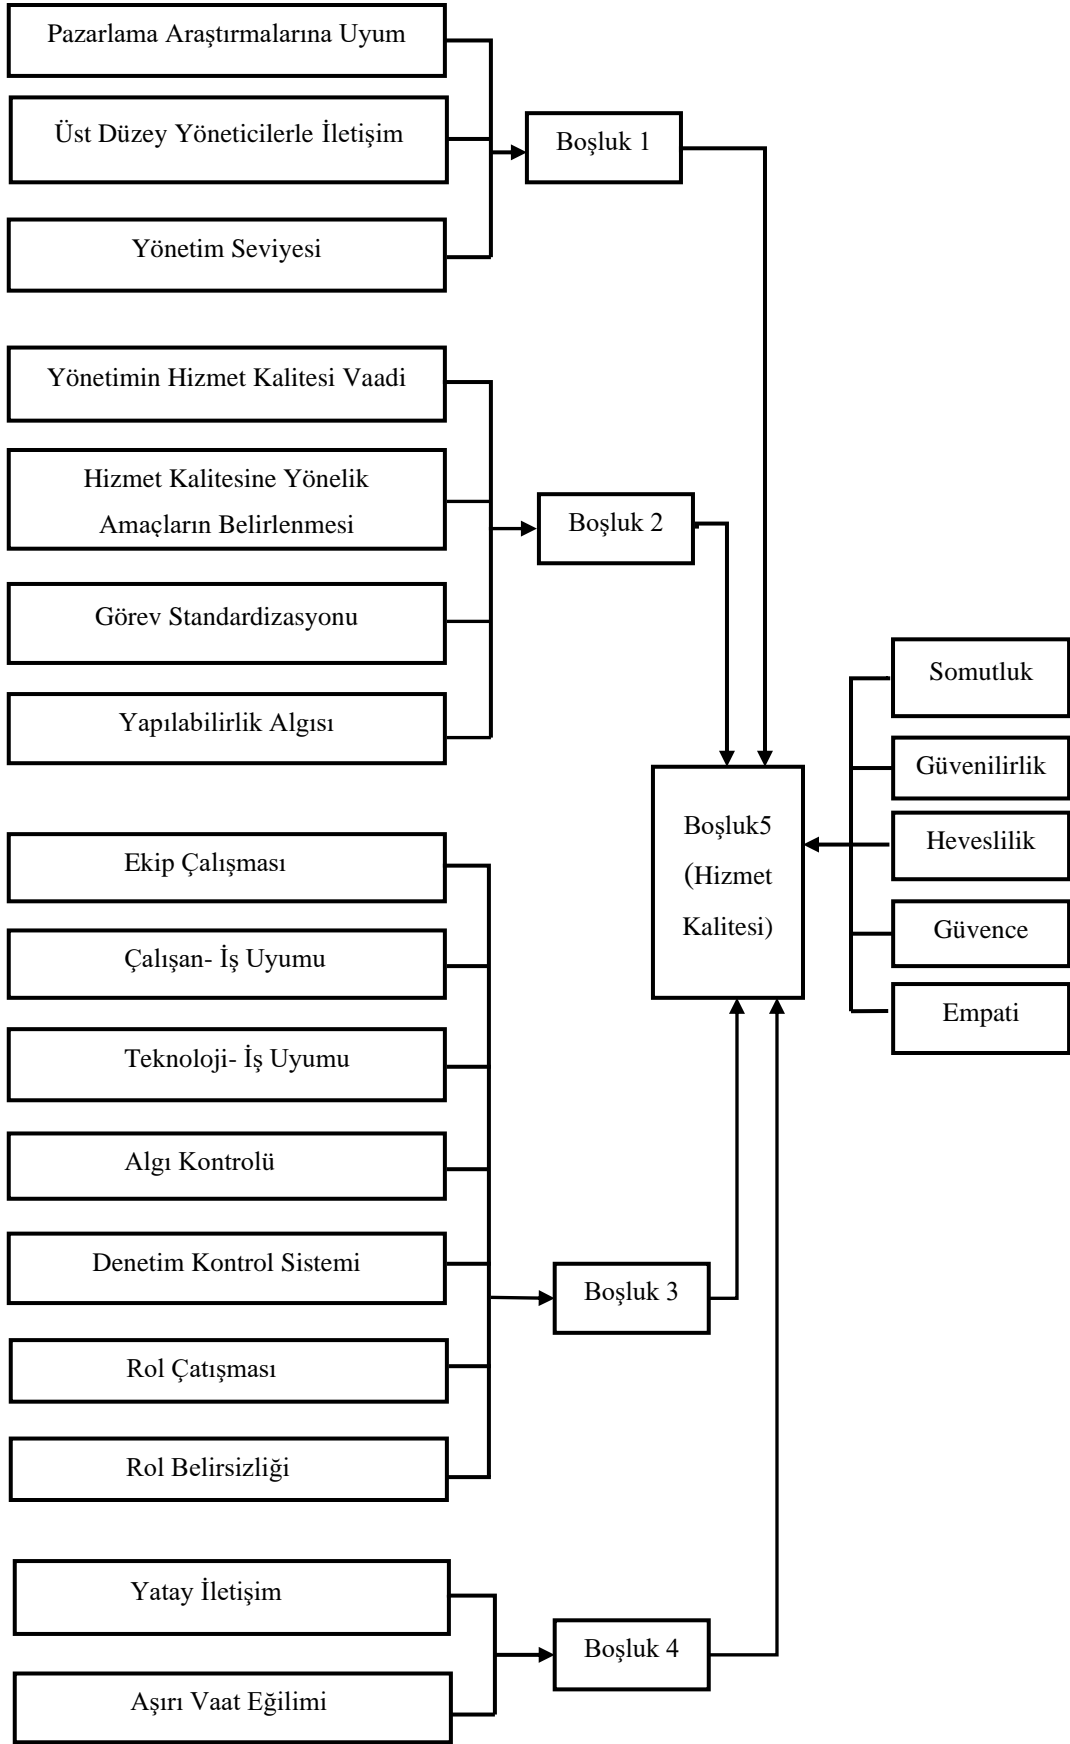 Pazarlama Araştırmalarına Uyum
Üst Düzey Yöneticilerle İletişim
Yönetim Seviyesi
Boşluk 1
Yönetimin Hizmet Kalitesi Vaadi
Hizmet Kalitesine Yönelik
Amaçların Belirlenmesi
Görev Standardizasyonu
Yapılabilirlik Algısı
Boşluk 2
Ekip Çalışması
Çalışan- İş Uyumu
Teknoloji- İş Uyumu
Algı Kontrolü
Denetim Kontrol Sistemi
Rol Çatışması
Rol Belirsizliği
Boşluk 3
Yatay İletişim
Aşırı Vaat Eğilimi
Boşluk 4
Boşluk5
(Hizmet
Kalitesi)
Somutluk
Güvenilirlik
Heveslilik
Güvence
Empati